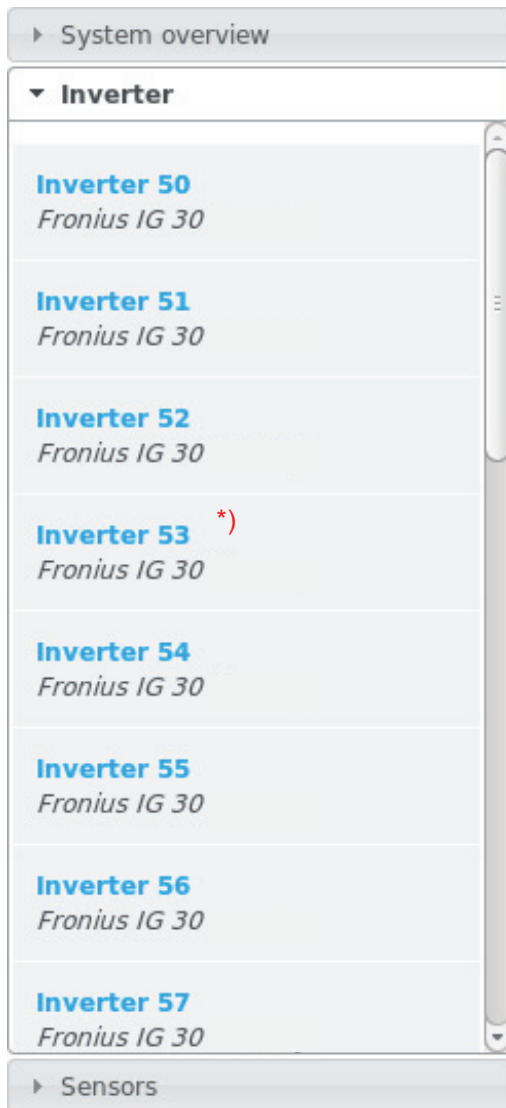 System overview
Inverter
Inverter 50
Fronius IG 30
Inverter 51
Fronius IG 30
Inverter 52
Fronius IG 30
Inverter 53 *)
Fronius IG 30
Inverter 54
Fronius IG 30
Inverter 55
Fronius IG 30
Inverter 56
Fronius IG 30
Inverter 57
Fronius IG 30
Sensors